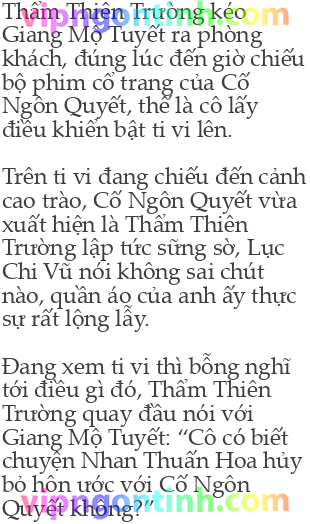 vipngontinh.com
Thẩm Thiên Trường kéo
Giang Mộ Tuyết ra phòng
khách, đúng lúc đến giờ chiếu
bộ phim cổ trang của Cố
Ngôn Quyết, thế là cô lấy
điều khiển bật ti vi lên.
Trên ti vi đang chiếu đến cảnh
cao trào, Cố Ngôn Quyết vừa
xuất hiện là Thẩm Thiên
Trường lập tức sững sờ, Lục
Chi Vũ nói không sai chút
nào, quần áo của anh ấy thực
sự rất lộng lẫy.
Đang xem ti vi thì bỗng nghĩ
tới điều gì đó, Thẩm Thiên
Trường quay đầu nói với
Giang Mộ Tuyết: “Cô có biết
chuyện Nhan Thuấn Hoa hủy
bỏ hôn ước với Cố Ngôn
Quyết không?”
vipngontinh.com